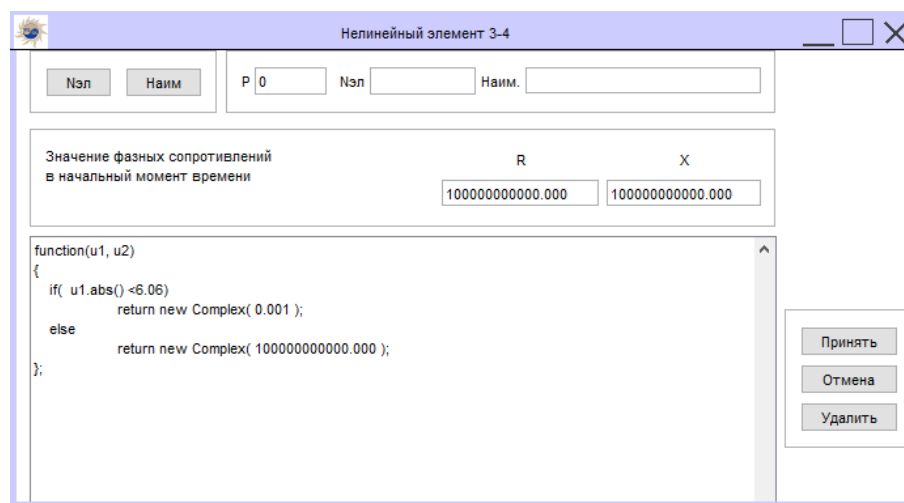 Нелинейный элемент 3-4
Nэл Наим P 0 Nэл Наим.
Значение фазных сопротивлений
в начальный момент времени
R X
100000000000.000 100000000000.000
function(u1, u2)
{
if( u1.abs() <6.06)
return new Complex( 0.001 );
else
return new Complex( 100000000000.000 );
};
Принять
Отмена
Удалить